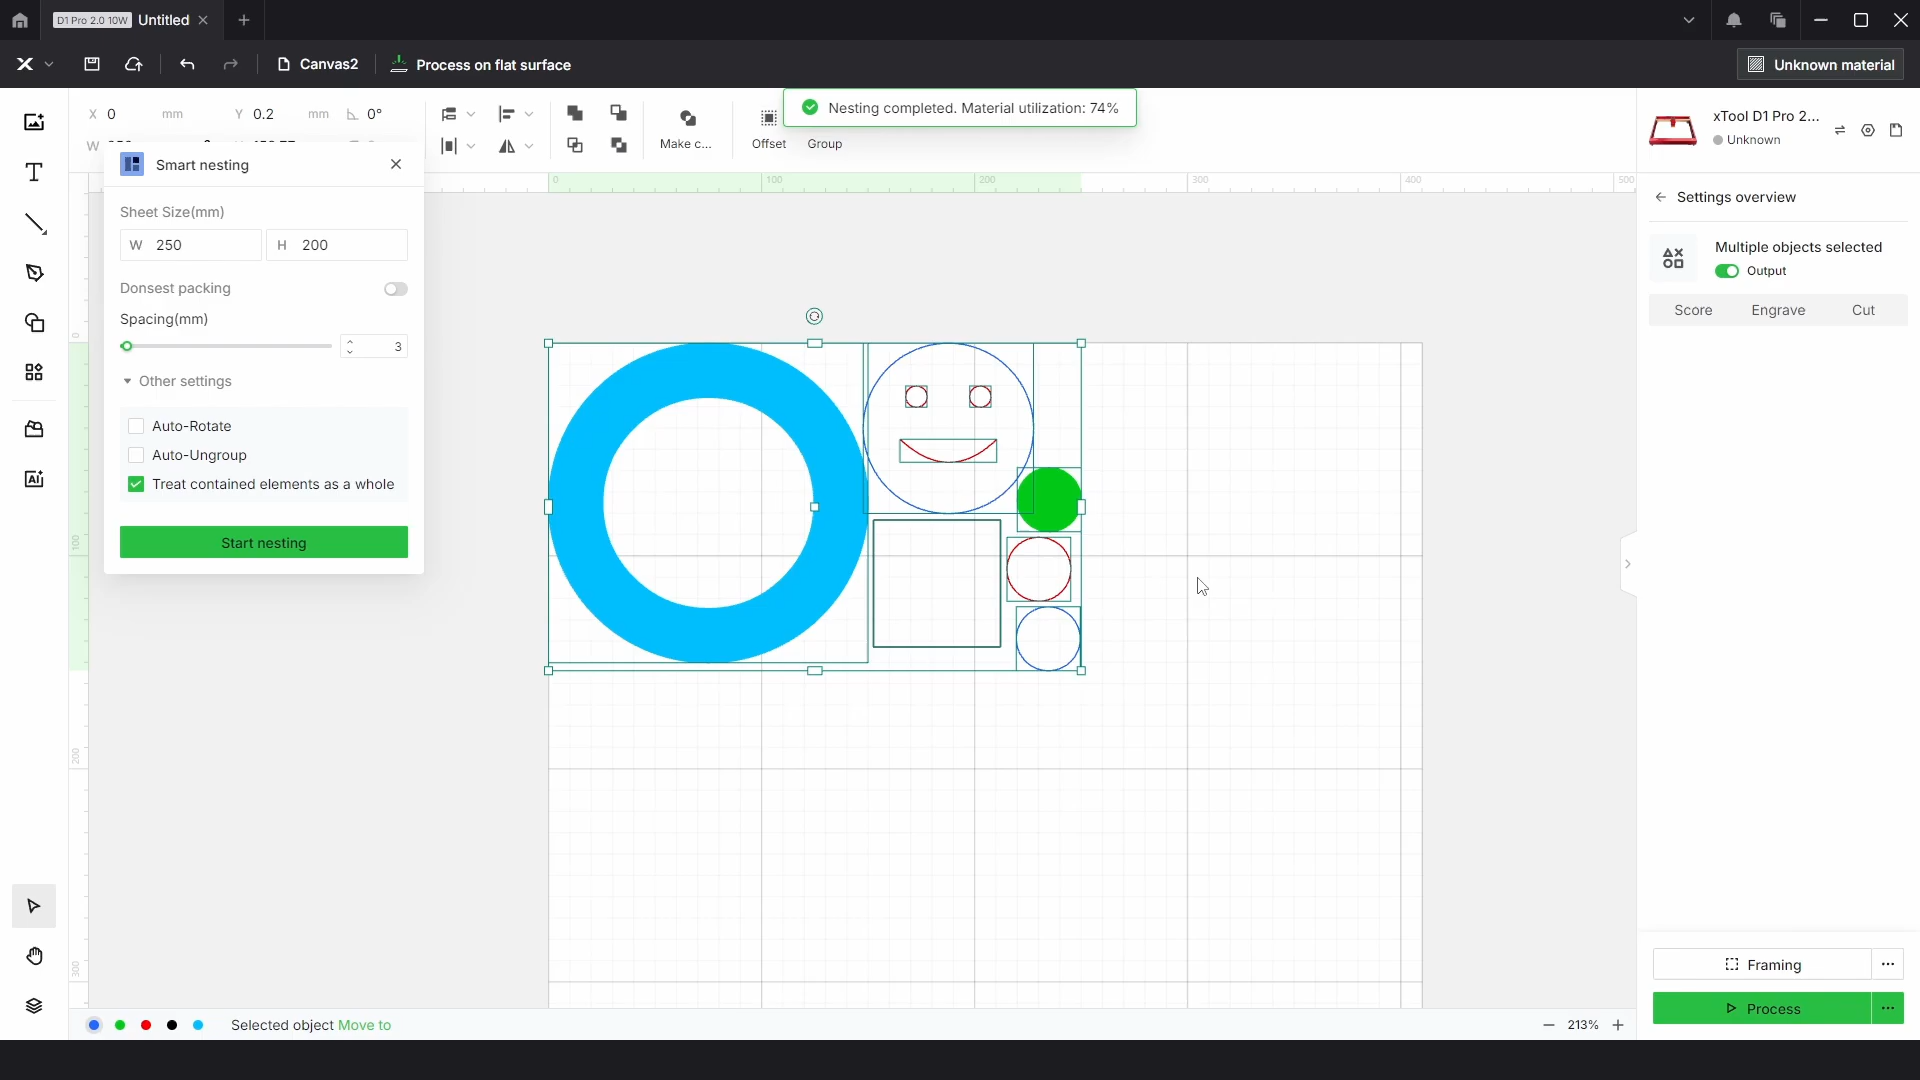 D1 Pro 2.0 10W Untitled
Canvas2
Process on flat surface
Unknown material
X 0 mm Y 0.2 mm 0°
W
Make c...
Offset
Group
Nesting completed. Material utilization: 74%
xTool D1 Pro 2...
Unknown
Smart nesting
Sheet Size(mm)
W 250 H 200
Donsest packing
Spacing(mm)
3
Other settings
Auto-Rotate
Auto-Ungroup
Treat contained elements as a whole
Start nesting
0 100 200 300 400 500
0
100
200
300
Settings overview
Multiple objects selected
Output
Score Engrave Cut
AI
Framing
Process
Selected object Move to
213%